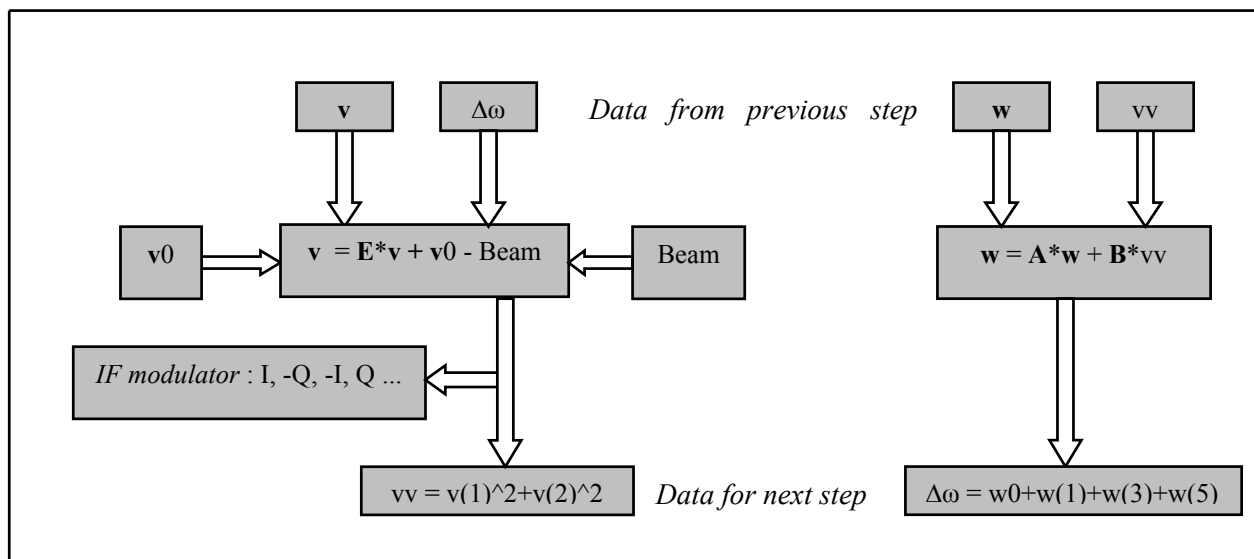 v Δω Data from previous step w vv
v0 v = E*v + v0 - Beam Beam w = A*w + B*vv
IF modulator : I, -Q, -I, Q ...
vv = v(1)^2+v(2)^2 Data for next step Δω = w0+w(1)+w(3)+w(5)